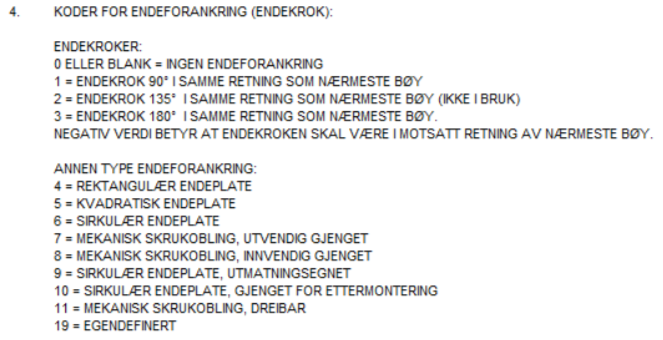 4. KODER FOR ENDEFORANKRING (ENDEKROK):
ENDEKROKER:
0 ELLER BLANK = INGEN ENDEFORANKRING
1 = ENDEKROK 90° I SAMME RETNING SOM NÆRMESTE BØY
2 = ENDEKROK 135° I SAMME RETNING SOM NÆRMESTE BØY (IKKE I BRUK)
3 = ENDEKROK 180° I SAMME RETNING SOM NÆRMESTE BØY.
NEGATIV VERDI BETYR AT ENDEKROKEN SKAL VÆRE I MOTSATT RETNING AV NÆRMESTE BØY.
ANNEN TYPE ENDEFORANKRING:
4 = REKTANGULÆR ENDEPLATE
5 = KVADRATISK ENDEPLATE
6 = SIRKULÆR ENDEPLATE
7 = MEKANISK SKRUKOBLING, UTVENDIG GJENGET
8 = MEKANISK SKRUKOBLING, INNVENDIG GJENGET
9 = SIRKULÆR ENDEPLATE, UTMATNINGSEGNET
10 = SIRKULÆR ENDEPLATE, GJENGET FOR ETTERMONTERING
11 = MEKANISK SKRUKOBLING, DREIBAR
19 = EGENDEFINERT